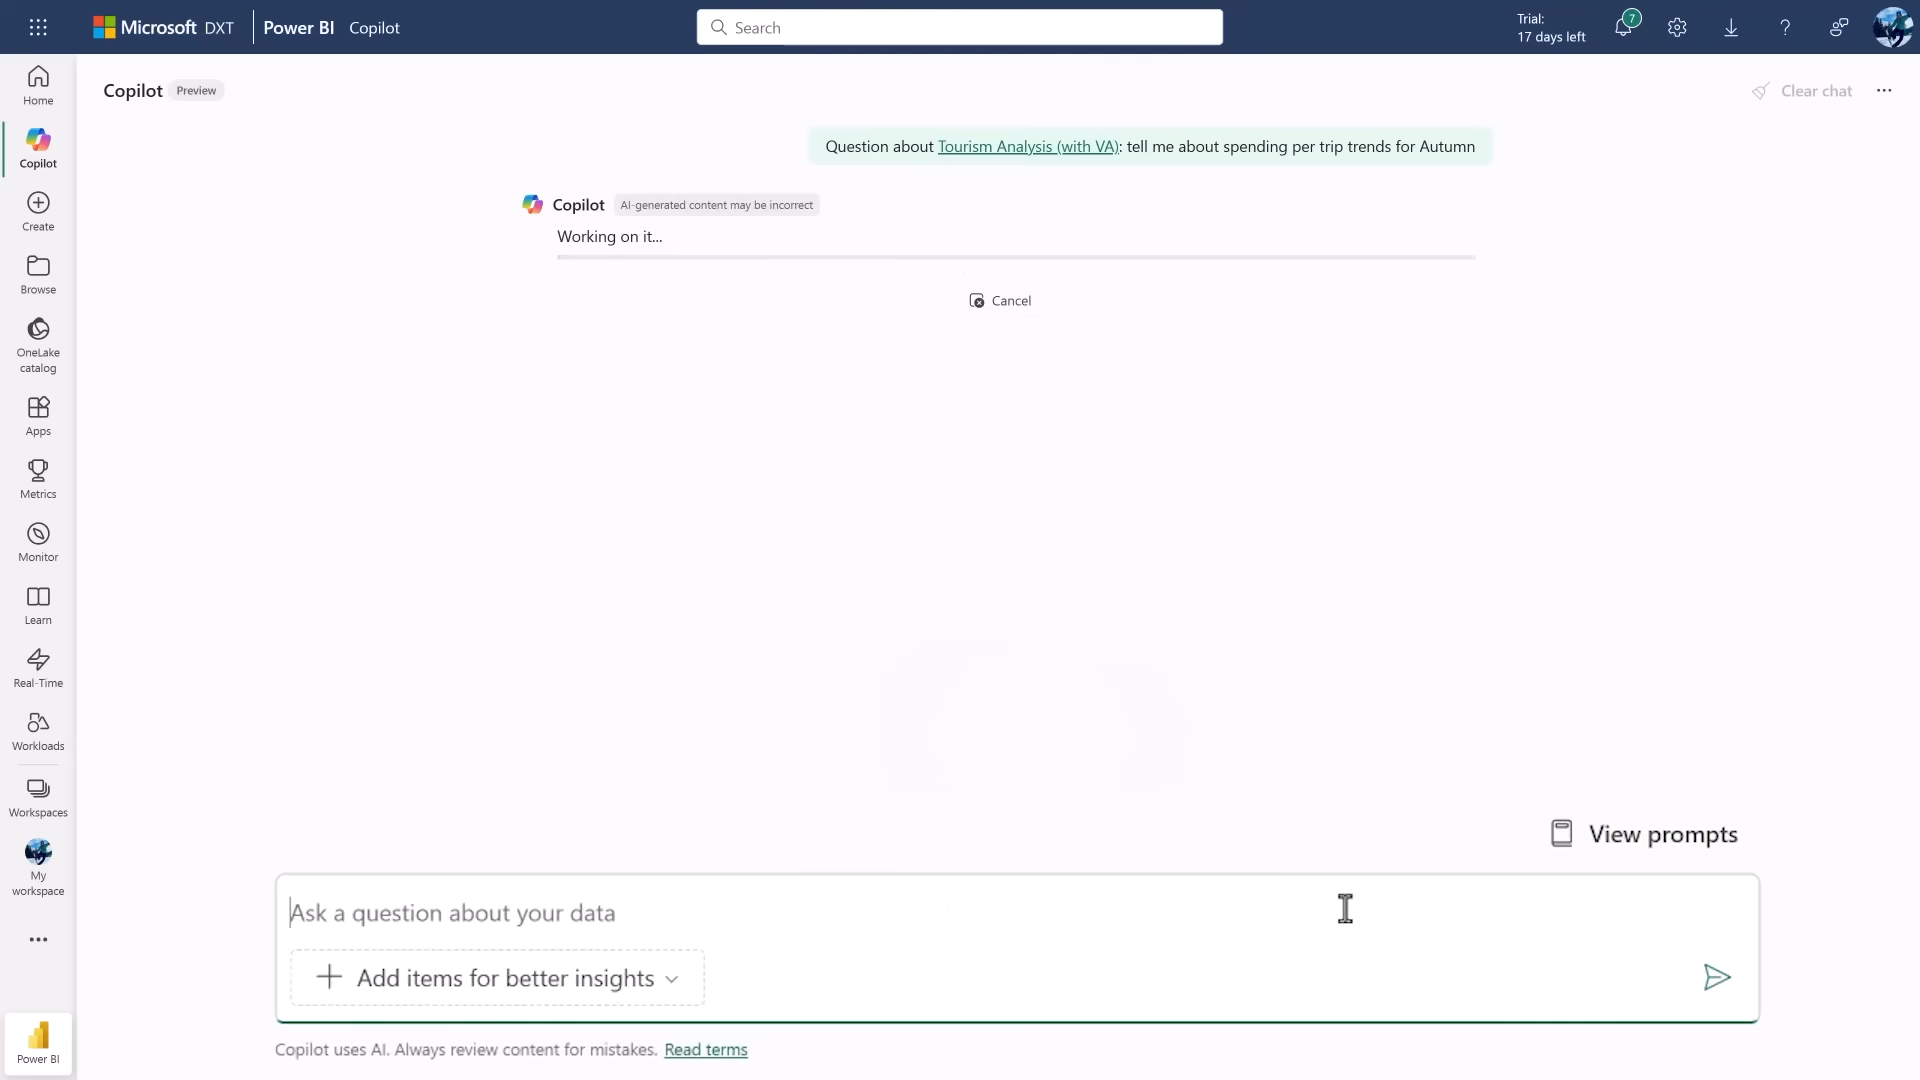 Microsoft DXT
Power BI Copilot
Search
Trial:
17 days left
7
Home
Copilot
Create
Browse
OneLake
catalog
Apps
Metrics
Monitor
Learn
Real-Time
Workloads
Workspaces
My
workspace
Power BI
Copilot Preview
Clear chat
Question about Tourism Analysis (with VA): tell me about spending per trip trends for Autumn
Copilot AI-generated content may be incorrect
Working on it...
Cancel
View prompts
Ask a question about your data
Add items for better insights
Copilot uses AI. Always review content for mistakes. Read terms